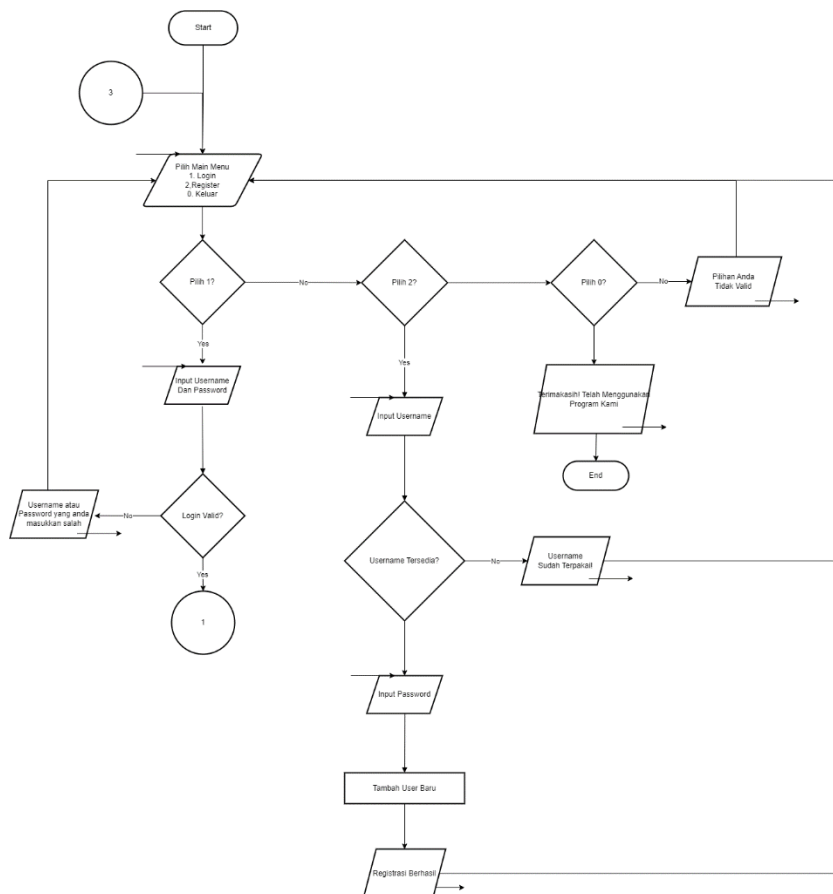 Start
3
Pilih Main Menu
1. Login
2.Register
0. Keluar
Pilih 1?
No
Pilih 2?
Pilih 0?
No
Pilihan Anda
Tidak Valid
Yes
Input Username
Dan Password
Yes
Input Username
Terimakasih! Telah Menggunakan
Program Kami
End
Username atau
Password yang anda
masukkan salah
No
Login Valid?
Username Tersedia?
No
Username
Sudah Terpakai!
Yes
1
Input Password
Tambah User Baru
Registrasi Berhasil